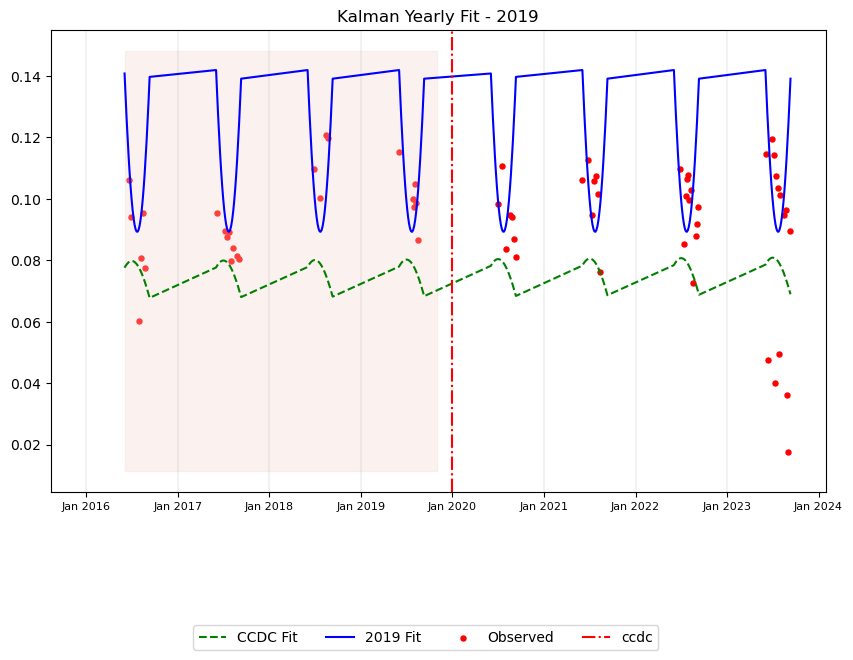 Kalman Yearly Fit - 2019
0.14
0.12
0.10
0.08
0.06
0.04
0.02
Jan 2016 Jan 2017 Jan 2018 Jan 2019 Jan 2020 Jan 2021 Jan 2022 Jan 2023 Jan 2024
CCDC Fit 2019 Fit Observed ccdc